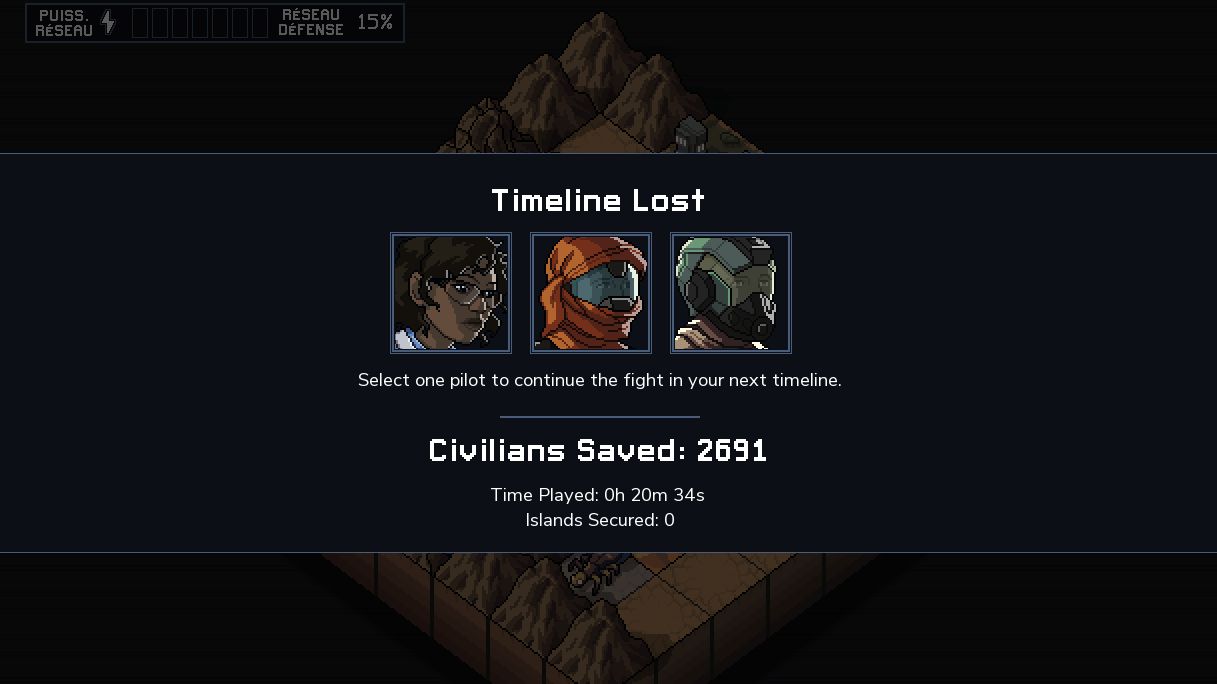 PUISS.
RÉSEAU
RÉSEAU
DÉFENSE
15%
Timeline Lost
Select one pilot to continue the fight in your next timeline.
Civilians Saved: 2691
Time Played: 0h 20m 34s
Islands Secured: 0